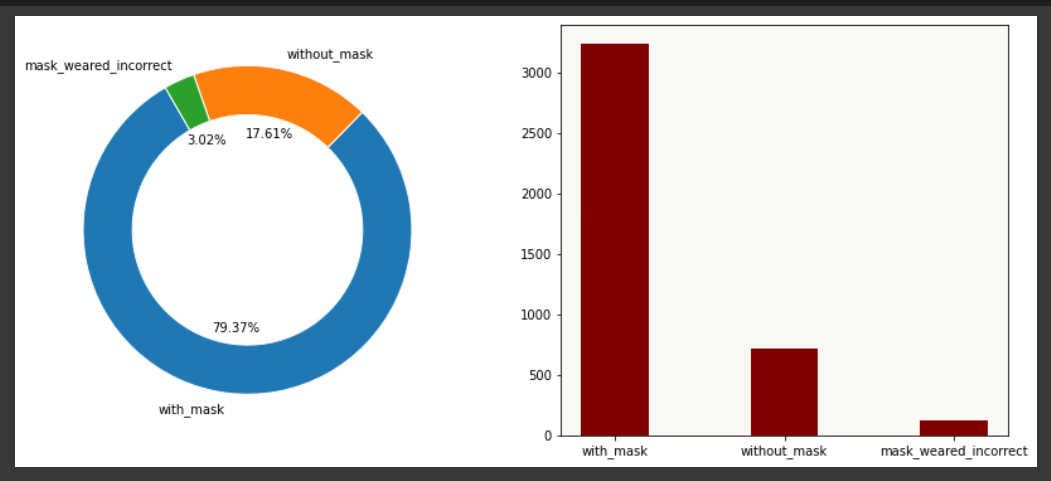 without_mask
mask_weared_incorrect
3.02%
17.61%
79.37%
with_mask
3000
2500
2000
1500
1000
500
0
with_mask without_mask mask_weared_incorrect